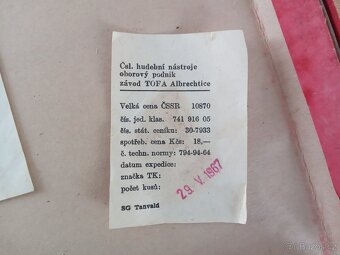 Čsl. hudební nástroje
oborový podnik
závod TOFA Albrechtice
Velká cena ČSSR 10870
čís. jed. klas. 741 916 05
čís. stát. ceníku: 30-7933
spotřeb. cena Kčs: 18,—
č. techn. normy: 794-94-64
datum expedice:
značka TK:
počet kusů:
29. V. 1967
SG Tanvald